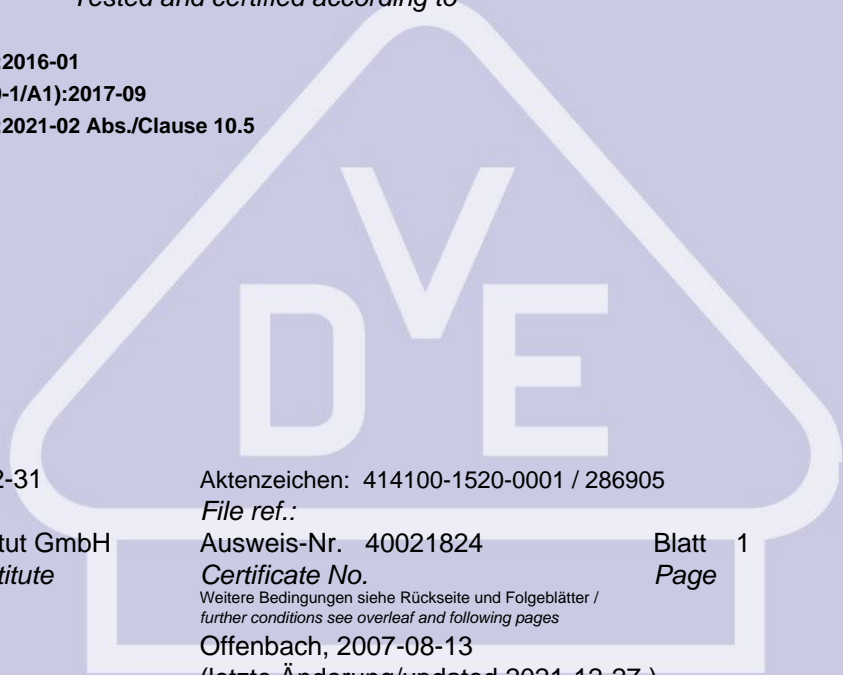 Tested and certified according to
:2016-01
-1/A1):2017-09
:2021-02 Abs./Clause 10.5
VDE
2-31
Aktenzeichen: 414100-1520-0001 / 286905
File ref.:
tut GmbH
Ausweis-Nr. 40021824 Blatt 1
titute
Certificate No. Page
Weitere Bedingungen siehe Rückseite und Folgeblätter /
further conditions see overleaf and following pages
Offenbach, 2007-08-13
(letzte Änderung/updated 2021-12-27 )